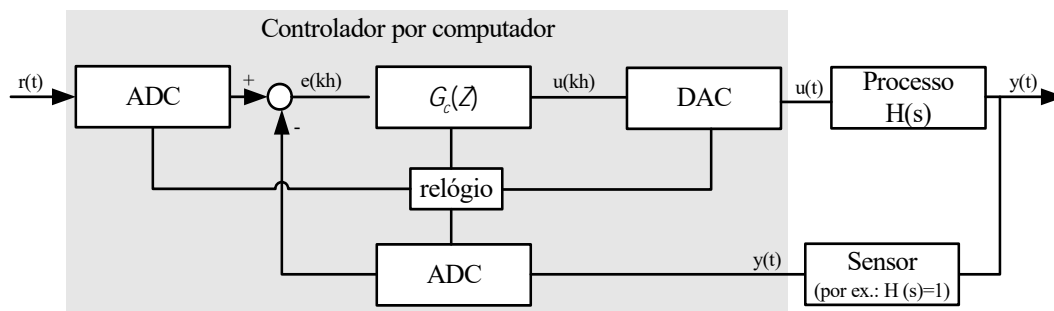 Controlador por computador
r(t)
ADC
+
e(kh)
G_c(Z)
u(kh)
DAC
u(t)
Processo
H(s)
y(t)
-
relógio
ADC
y(t)
Sensor
(por ex.: H (s)=1)